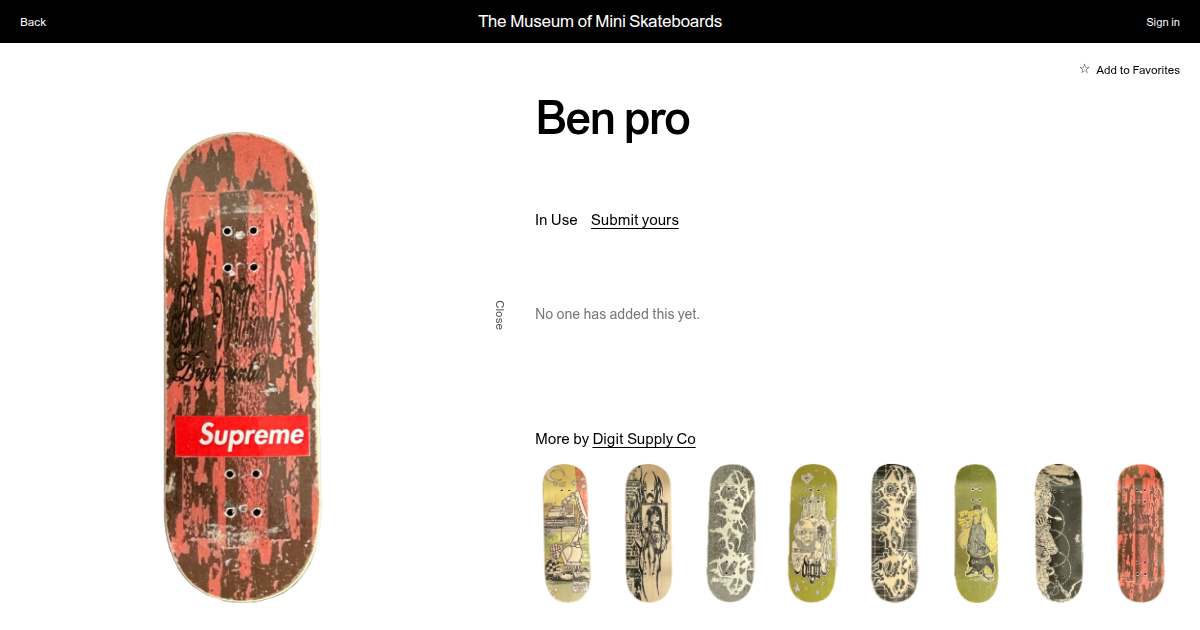 Back
The Museum of Mini Skateboards
Sign in
☆ Add to Favorites
Ben pro
In Use Submit yours
Close
No one has added this yet.
Supreme
More by Digit Supply Co